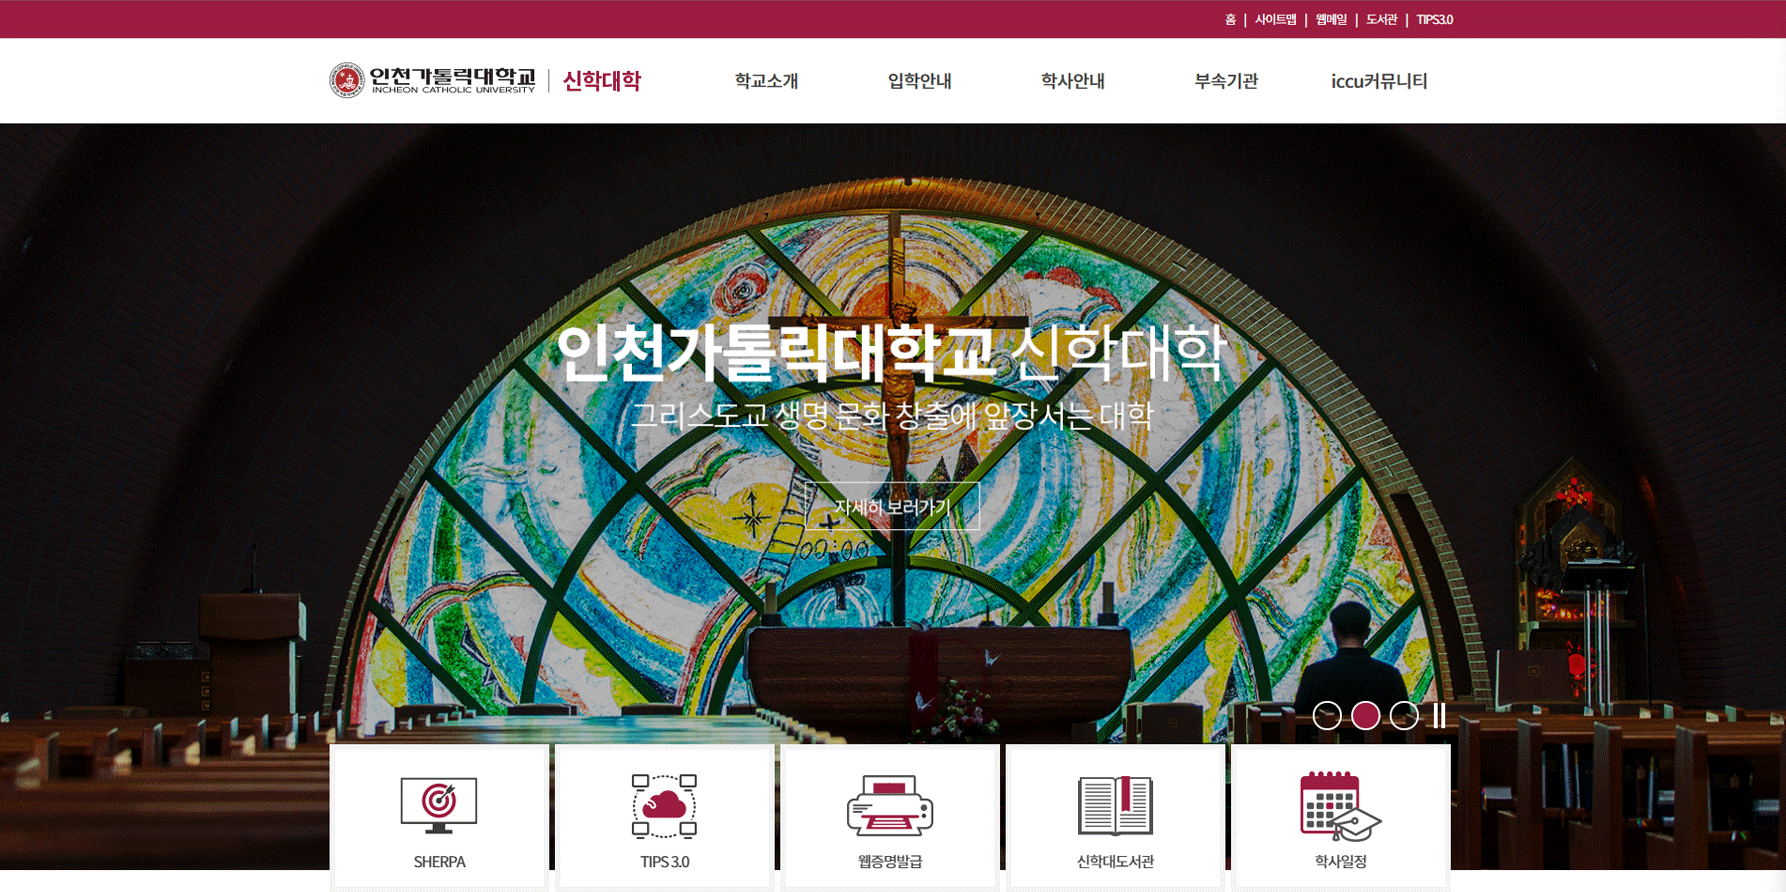 홈 | 사이트맵 | 웹메일 | 도서관 | TIPS3.0
인천가톨릭대학교 | 신학대학
INCHEON CATHOLIC UNIVERSITY
학교소개 입학안내 학사안내 부속기관 iccu커뮤니티
인천가톨릭대학교 신학대학
그리스도교 생명 문화 창출에 앞장서는 대학
자세히 보러가기
SHERPA
TIPS 3.0
웹증명발급
신학대도서관
학사일정